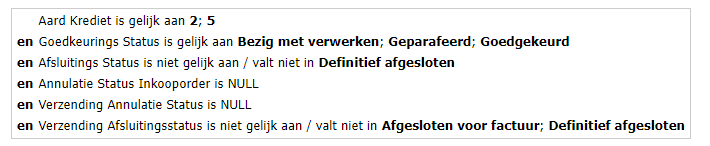 Aard Krediet is gelijk aan 2; 5
en Goedkeurings Status is gelijk aan Bezig met verwerken; Geparafeerd; Goedgekeurd
en Afsluitings Status is niet gelijk aan / valt niet in Definitief afgesloten
en Annulatie Status Inkooporder is NULL
en Verzending Annulatie Status is NULL
en Verzending Afsluitingsstatus is niet gelijk aan / valt niet in Afgesloten voor factuur; Definitief afgesloten